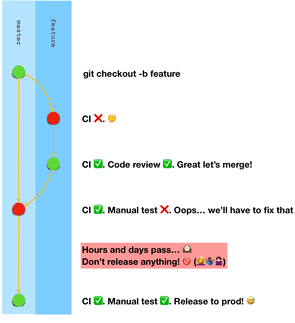 master
feature
git checkout -b feature
CI ❌. 🤔
CI ✅. Code review ✅. Great let's merge!
CI ✅. Manual test ❌. Oops... we'll have to fix that
Hours and days pass... 🕰
Don't release anything! 🚫 (🙋🗣🤷‍♀️)
CI ✅. Manual test ✅. Release to prod! 😅